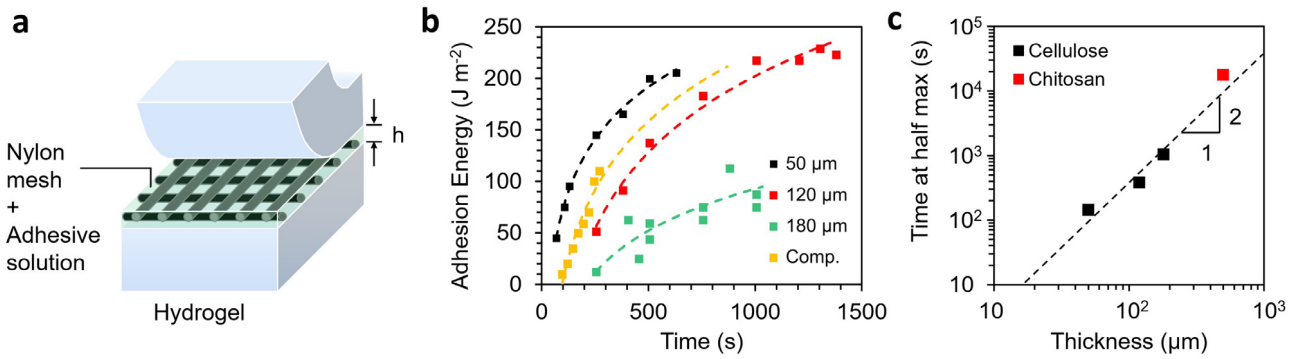 a
Nylon
mesh
+
Adhesive
solution
h
Hydrogel
b
Adhesion Energy (J m⁻²)
250
200
150
100
50
0
0 500 1000 1500
Time (s)
50 µm
120 µm
180 µm
Comp.
c
Time at half max (s)
10⁵
10⁴
10³
10²
10
10 10² 10³
Thickness (µm)
Cellulose
Chitosan
2
1